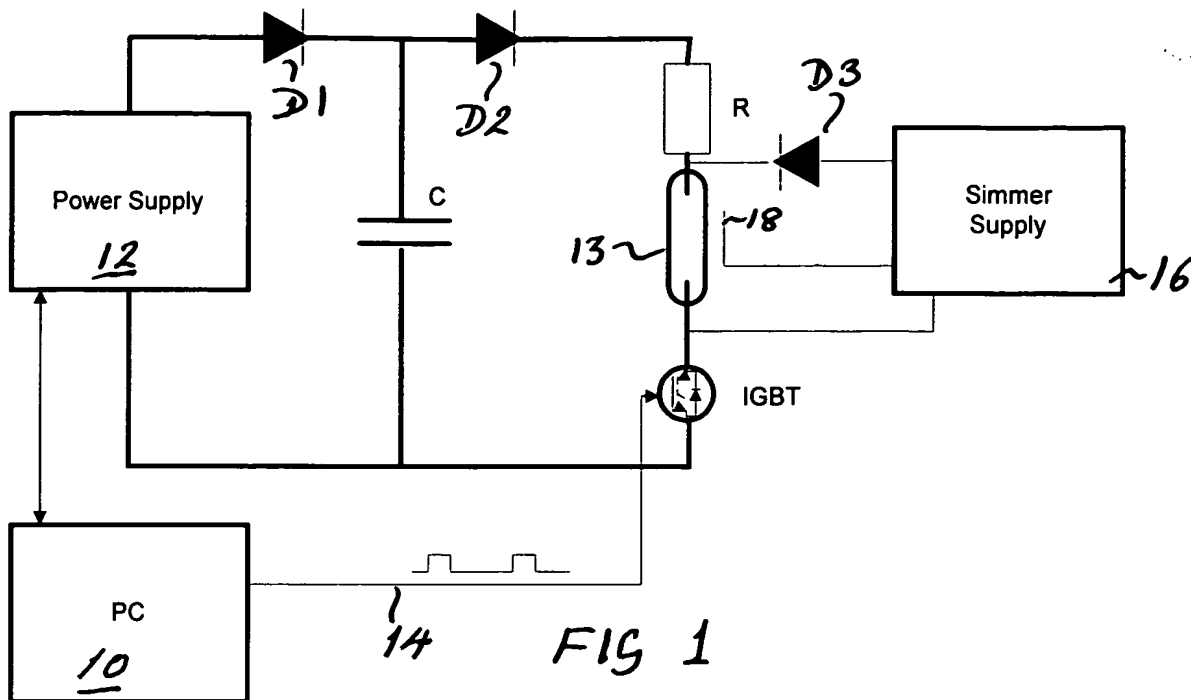 D1
D2
D3
R
Power Supply
12
C
13
18
Simmer
Supply
16
IGBT
PC
10
14
FIG 1